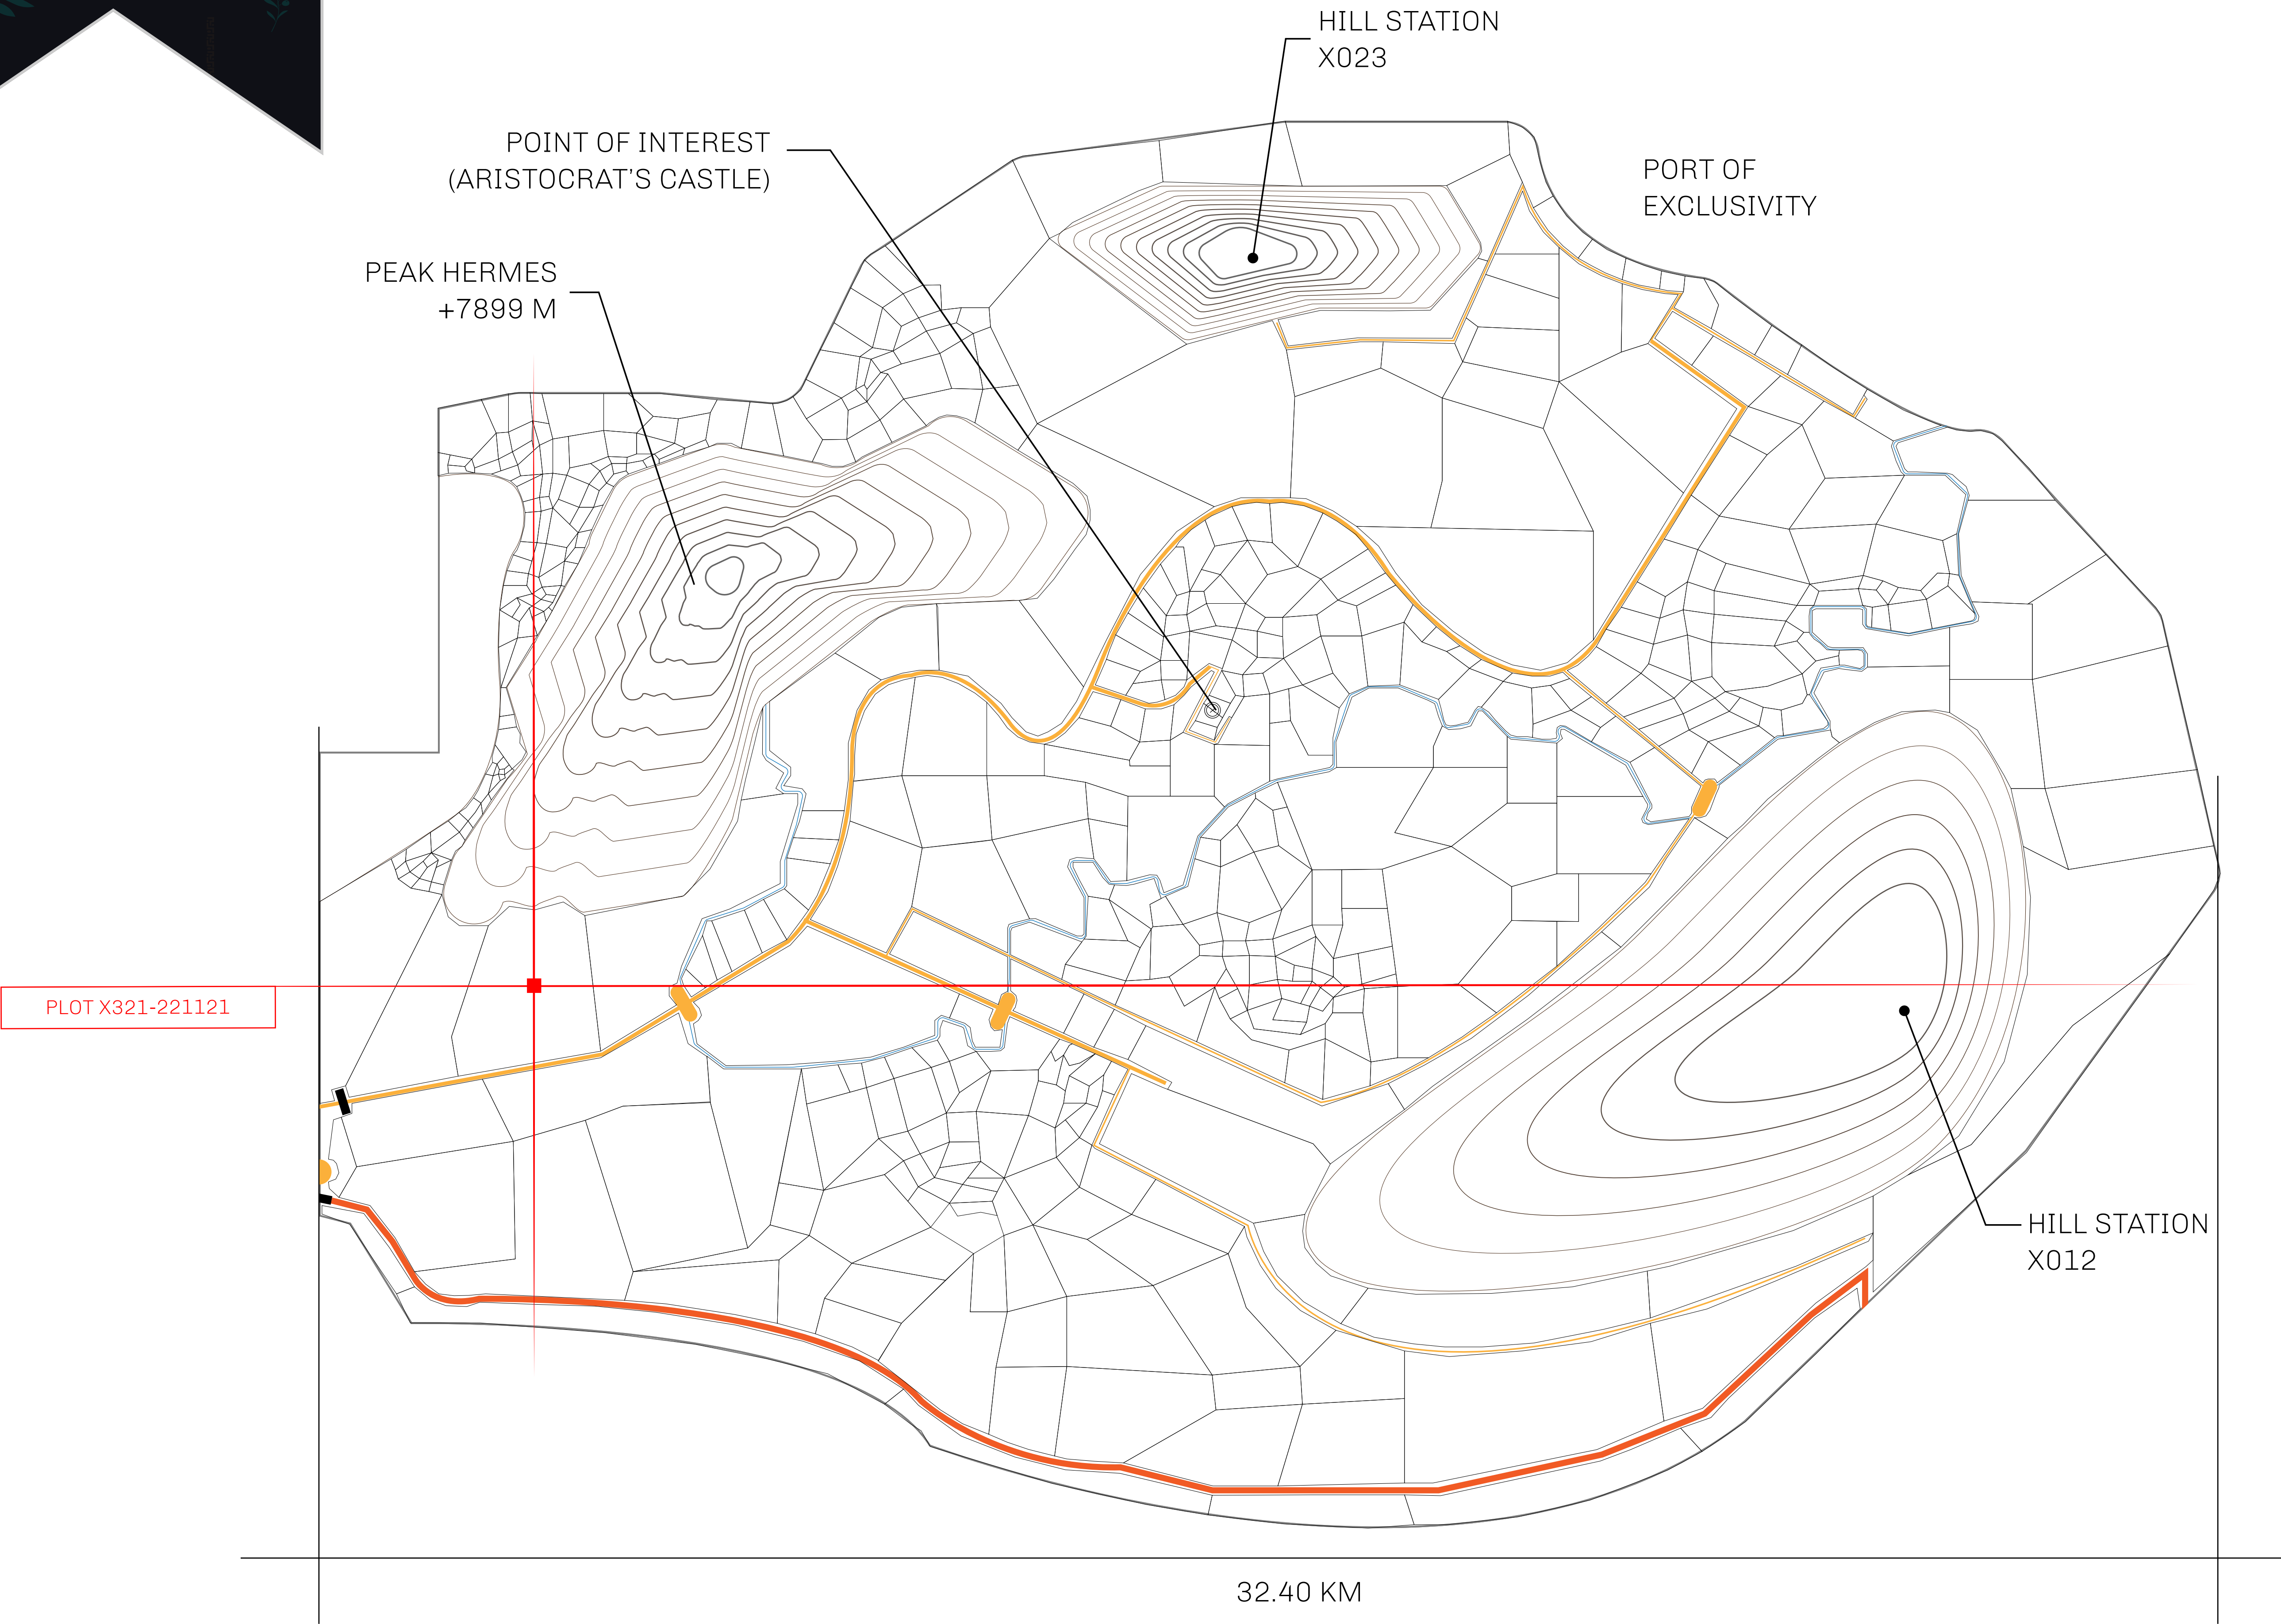 HILL STATION
X023
POINT OF INTEREST
(ARISTOCRAT'S CASTLE)
PORT OF
EXCLUSIVITY
PEAK HERMES
+7899 M
PLOT X321-221121
HILL STATION
X012
32.40 KM